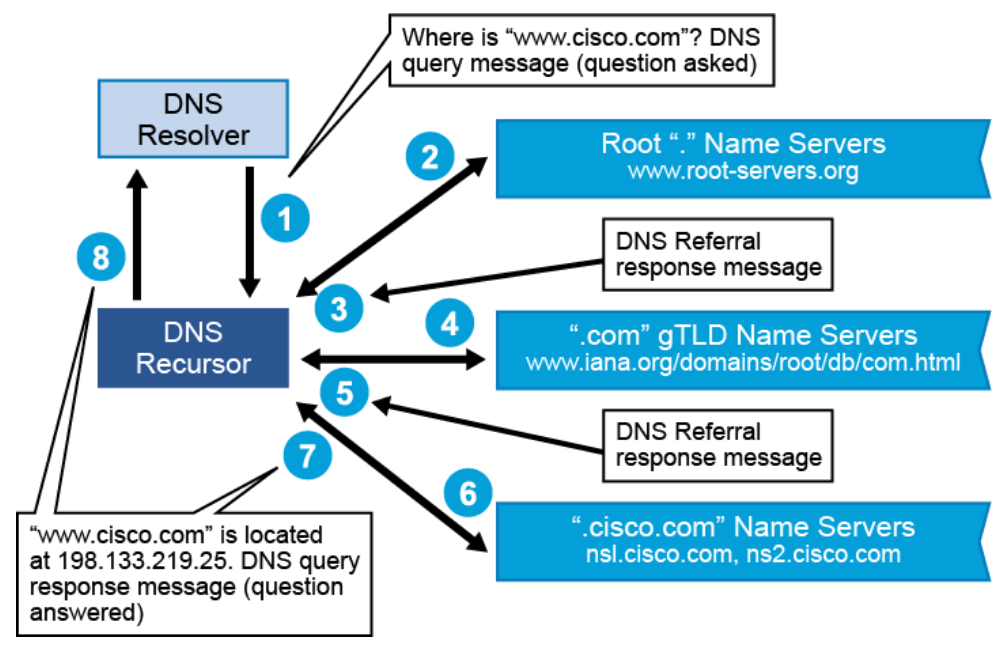 Where is “www.cisco.com”? DNS
query message (question asked)
DNS
Resolver
1
2
Root “.” Name Servers
www.root-servers.org
8
DNS Referral
response message
3
DNS
Recursor
4
“.com” gTLD Name Servers
www.iana.org/domains/root/db/com.html
5
DNS Referral
response message
7
6
“.cisco.com” Name Servers
nsl.cisco.com, ns2.cisco.com
“www.cisco.com” is located
at 198.133.219.25. DNS query
response message (question
answered)